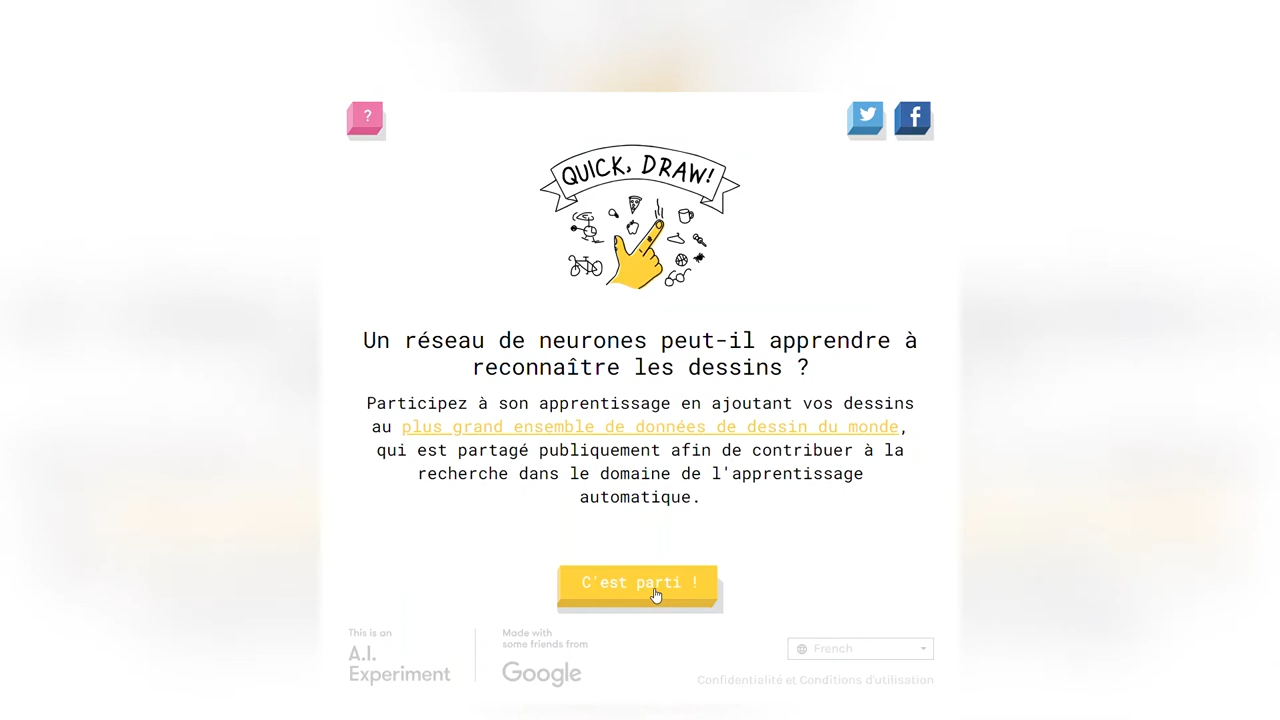 ?
QUICK, DRAW!
Un réseau de neurones peut-il apprendre à
reconnaître les dessins ?
Participez à son apprentissage en ajoutant vos dessins
au plus grand ensemble de données de dessin du monde,
qui est partagé publiquement afin de contribuer à la
recherche dans le domaine de l'apprentissage
automatique.
C'est parti !
This is an
A.I.
Experiment
Made with
some friends from
Google
French
Confidentialité et Conditions d'utilisation